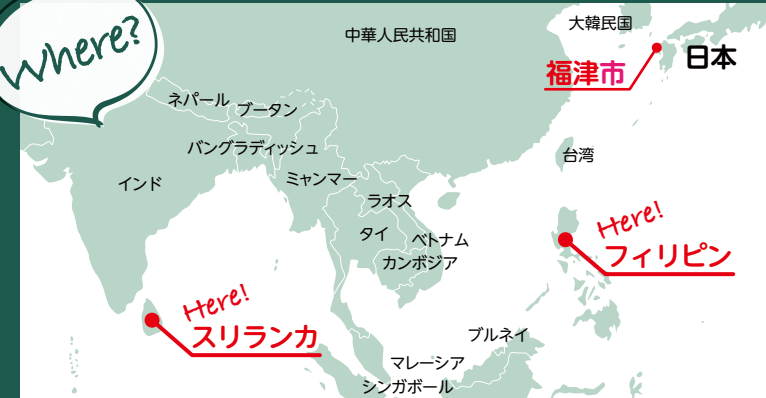 Where?
中華人民共和国
大韓民国
福津市
日本
ネパール
ブータン
バングラディッシュ
台湾
インド
ミャンマー
ラオス
タイ
ベトナム
カンボジア
Here!
フィリピン
Here!
スリランカ
ブルネイ
マレーシア
シンガポール